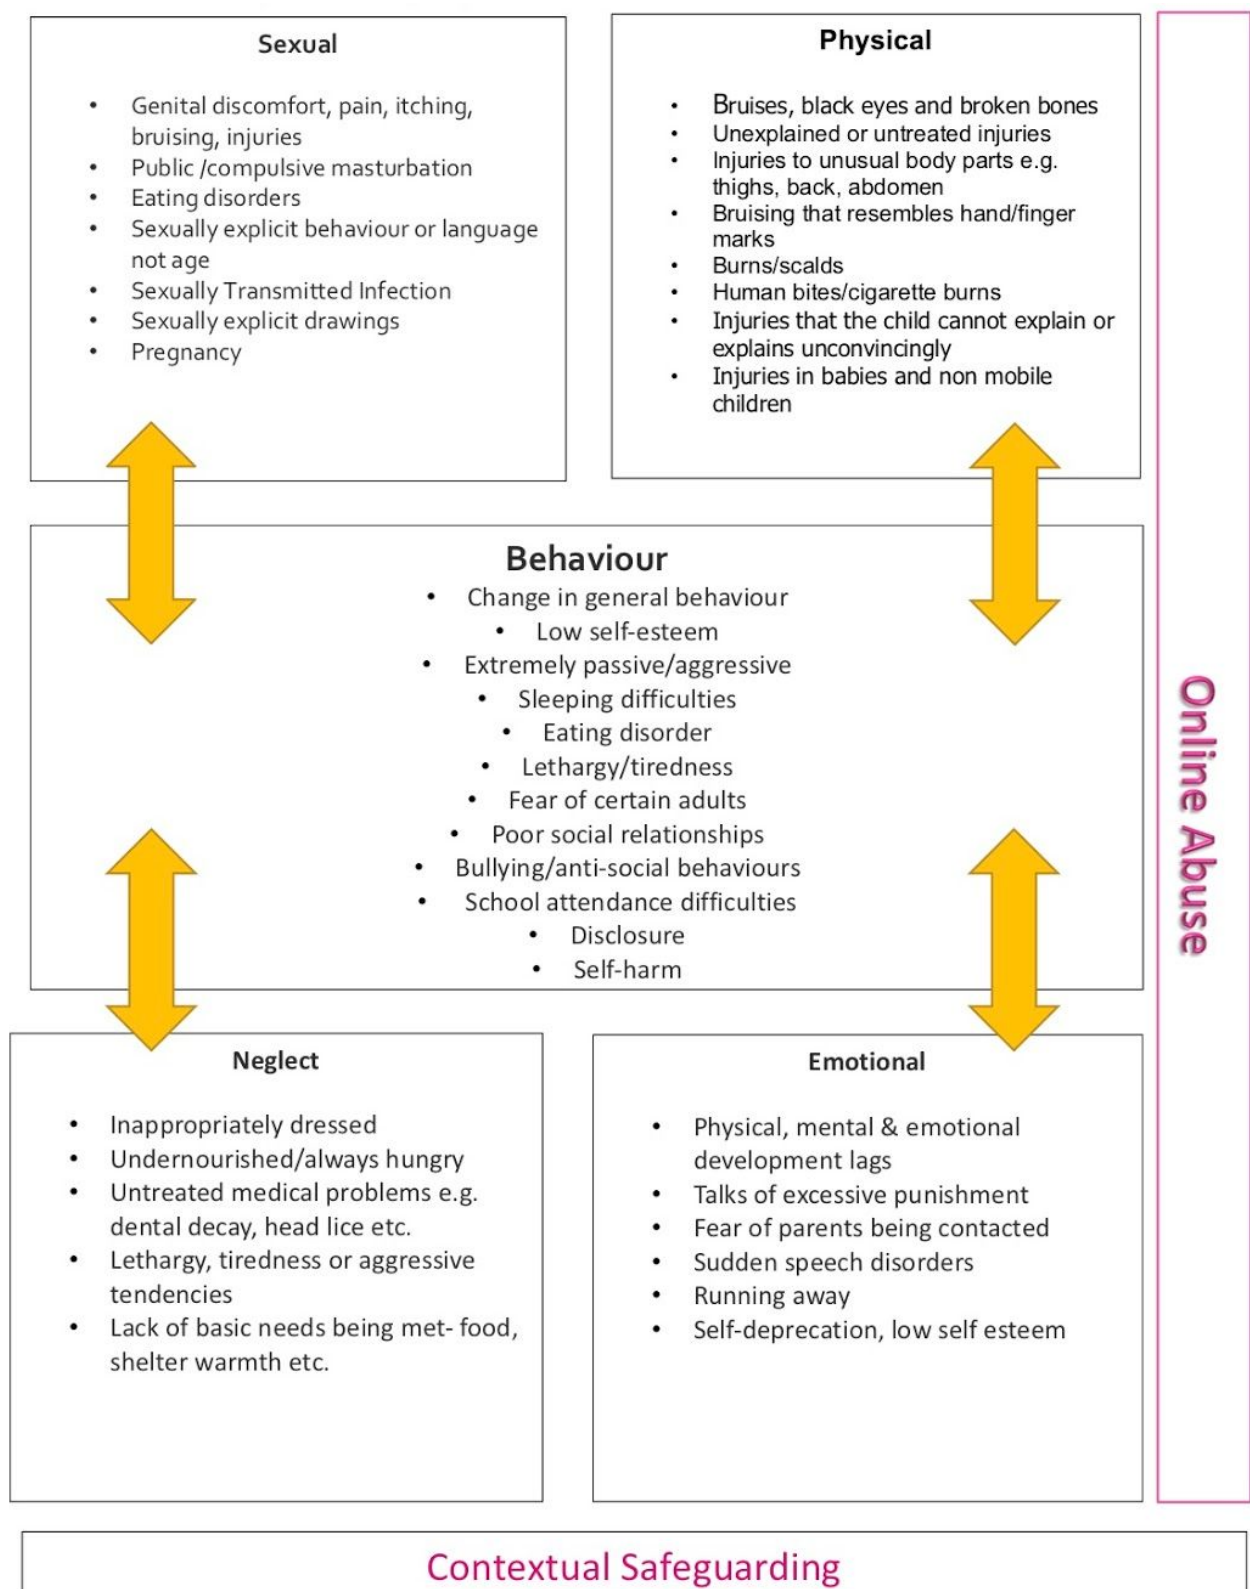 Sexual
• Genital discomfort, pain, itching,
bruising, injuries
• Public /compulsive masturbation
• Eating disorders
• Sexually explicit behaviour or language
not age
• Sexually Transmitted Infection
• Sexually explicit drawings
• Pregnancy
Physical
• Bruises, black eyes and broken bones
• Unexplained or untreated injuries
• Injuries to unusual body parts e.g.
thighs, back, abdomen
• Bruising that resembles hand/finger
marks
• Burns/scalds
• Human bites/cigarette burns
• Injuries that the child cannot explain or
explains unconvincingly
• Injuries in babies and non mobile
children
Behaviour
• Change in general behaviour
• Low self-esteem
• Extremely passive/aggressive
• Sleeping difficulties
• Eating disorder
• Lethargy/tiredness
• Fear of certain adults
• Poor social relationships
• Bullying/anti-social behaviours
• School attendance difficulties
• Disclosure
• Self-harm
Neglect
• Inappropriately dressed
• Undernourished/always hungry
• Untreated medical problems e.g.
dental decay, head lice etc.
• Lethargy, tiredness or aggressive
tendencies
• Lack of basic needs being met- food,
shelter warmth etc.
Emotional
• Physical, mental & emotional
development lags
• Talks of excessive punishment
• Fear of parents being contacted
• Sudden speech disorders
• Running away
• Self-deprecation, low self esteem
Online Abuse
Contextual Safeguarding